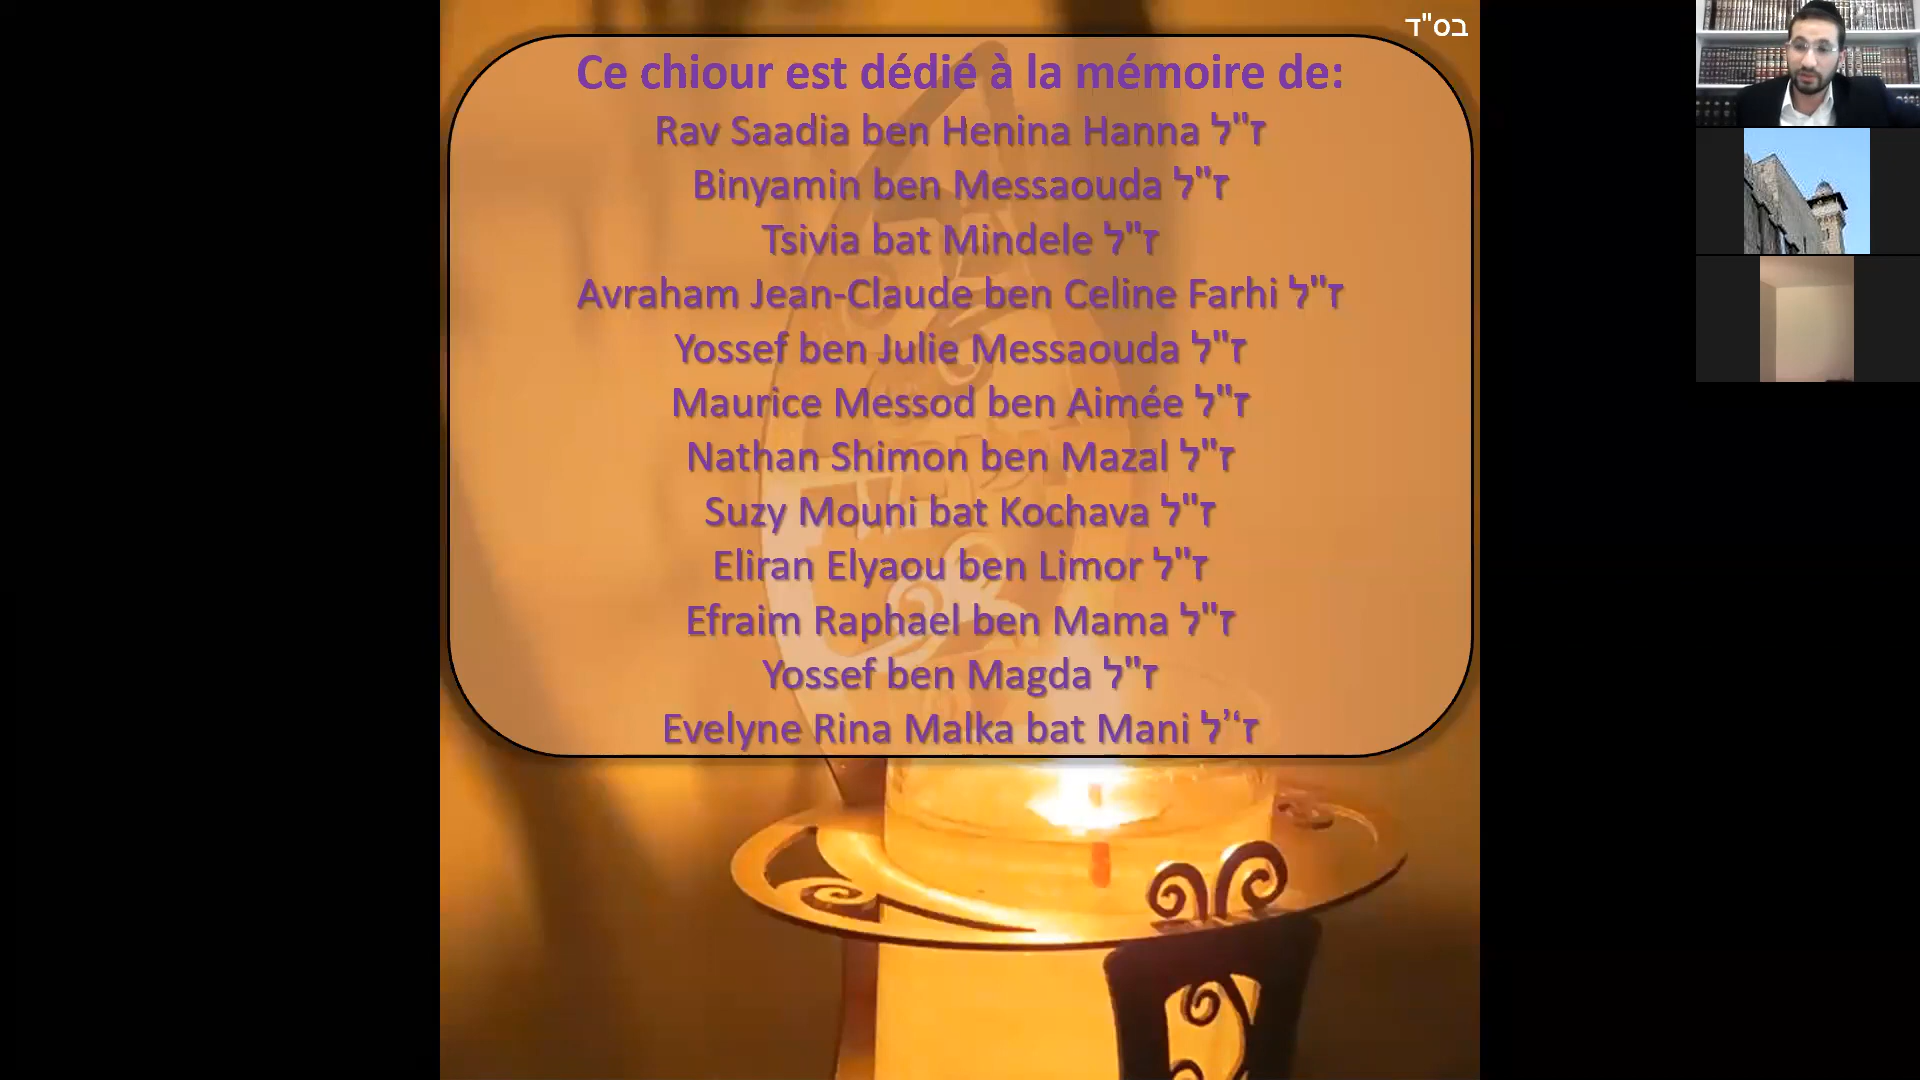 בס"ד
Ce chiour est dédié à la mémoire de:
Rav Saadia ben Henina Hanna ז"ל
Binyamin ben Messaouda ז"ל
Tsivia bat Mindele ז"ל
Avraham Jean-Claude ben Celine Farhi ז"ל
Yossef ben Julie Messaouda ז"ל
Maurice Messod ben Aimée ז"ל
Nathan Shimon ben Mazal ז"ל
Suzy Mouni bat Kochava ז"ל
Eliran Elyaou ben Limor ז"ל
Efraim Raphael ben Mama ז"ל
Yossef ben Magda ז"ל
Evelyne Rina Malka bat Mani ז“ל